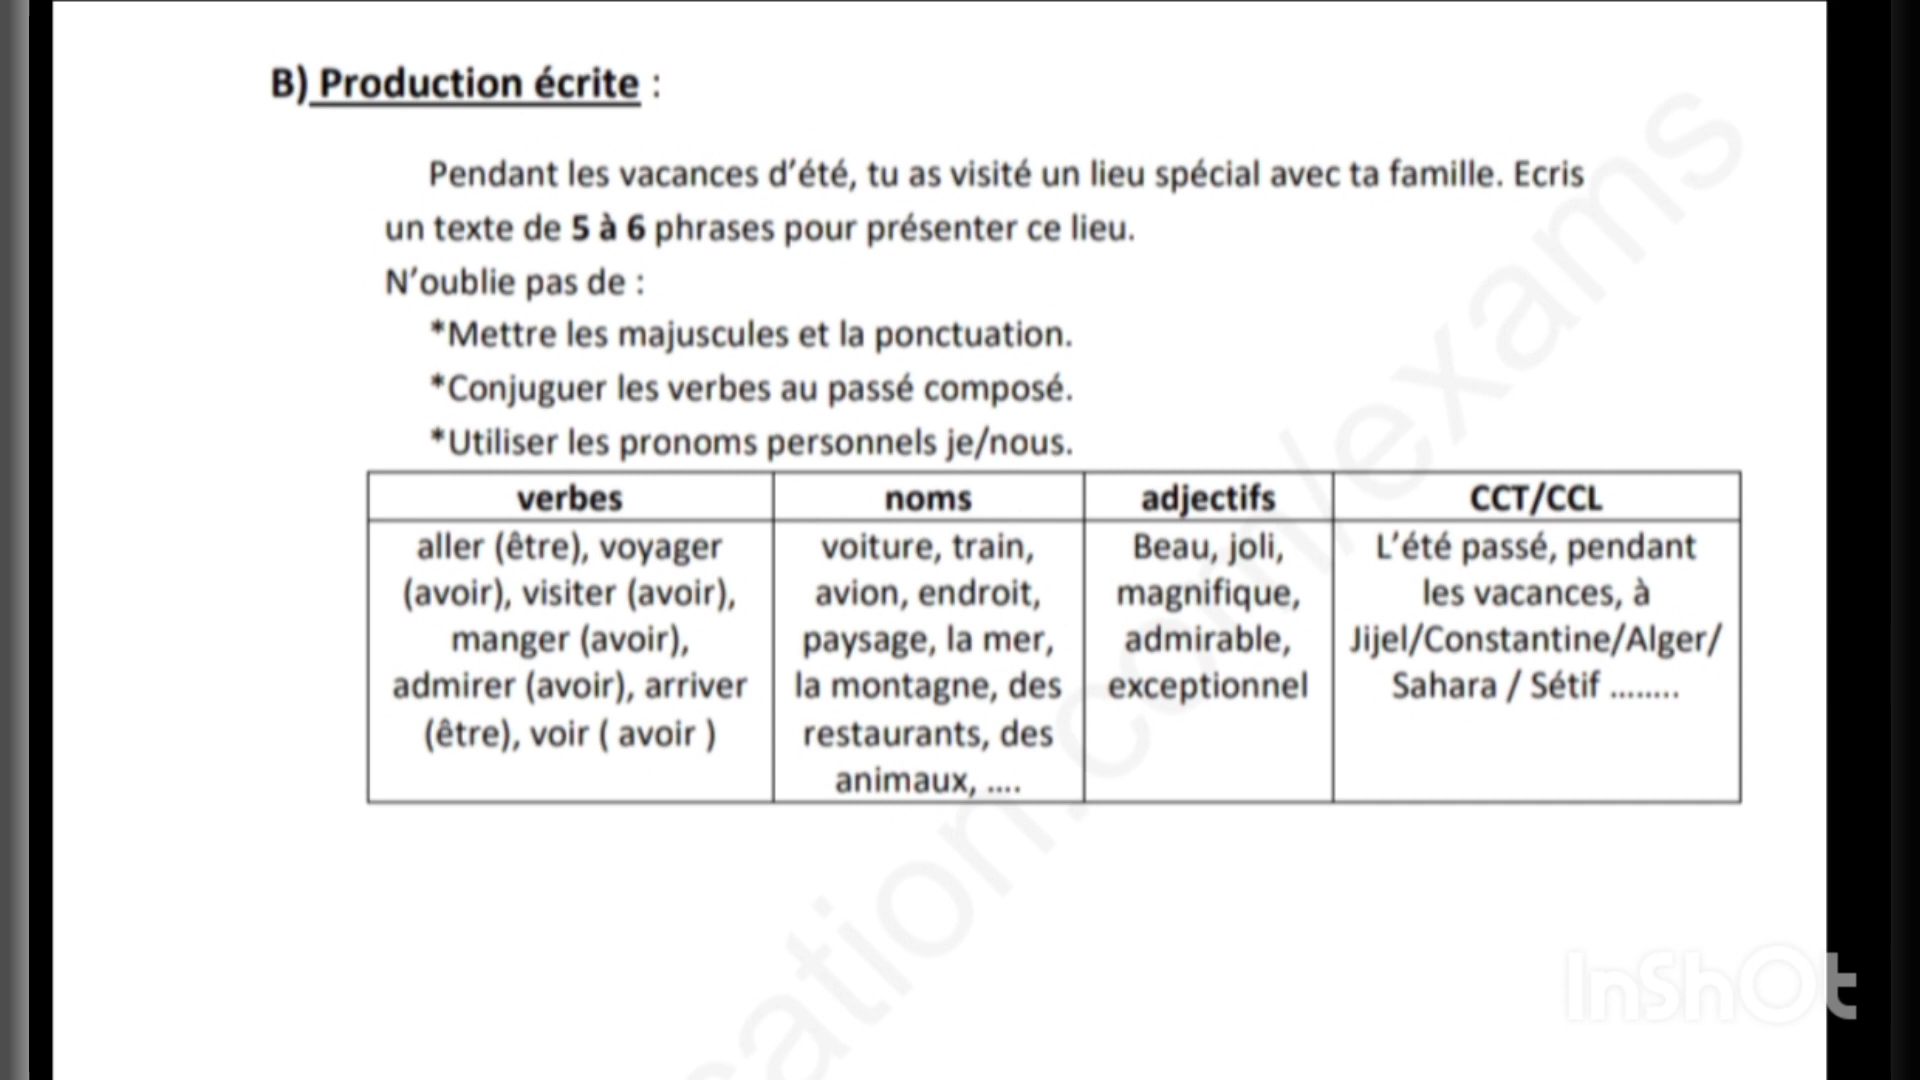 B) Production écrite :
Pendant les vacances d’été, tu as visité un lieu spécial avec ta famille. Ecris
un texte de 5 à 6 phrases pour présenter ce lieu.
N’oublie pas de :
*Mettre les majuscules et la ponctuation.
*Conjuguer les verbes au passé composé.
*Utiliser les pronoms personnels je/nous.
verbes noms adjectifs CCT/CCL
aller (être), voyager voiture, train, Beau, joli, L’été passé, pendant
(avoir), visiter (avoir), avion, endroit, magnifique, les vacances, à
manger (avoir), paysage, la mer, admirable, Jijel/Constantine/Alger/
admirer (avoir), arriver la montagne, des exceptionnel Sahara / Sétif ........
(être), voir ( avoir ) restaurants, des
animaux, ....
cation.com/exams
InShOt